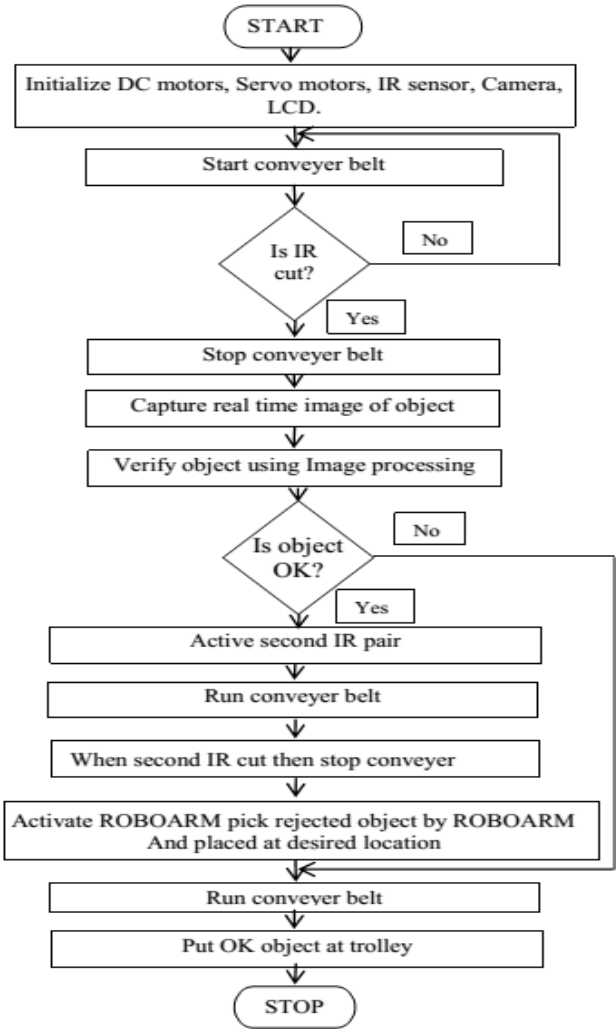 START
Initialize DC motors, Servo motors, IR sensor, Camera,
LCD.
Start conveyer belt
Is IR
cut?
No
Yes
Stop conveyer belt
Capture real time image of object
Verify object using Image processing
Is object
OK?
No
Yes
Active second IR pair
Run conveyer belt
When second IR cut then stop conveyer
Activate ROBOARM pick rejected object by ROBOARM
And placed at desired location
Run conveyer belt
Put OK object at trolley
STOP